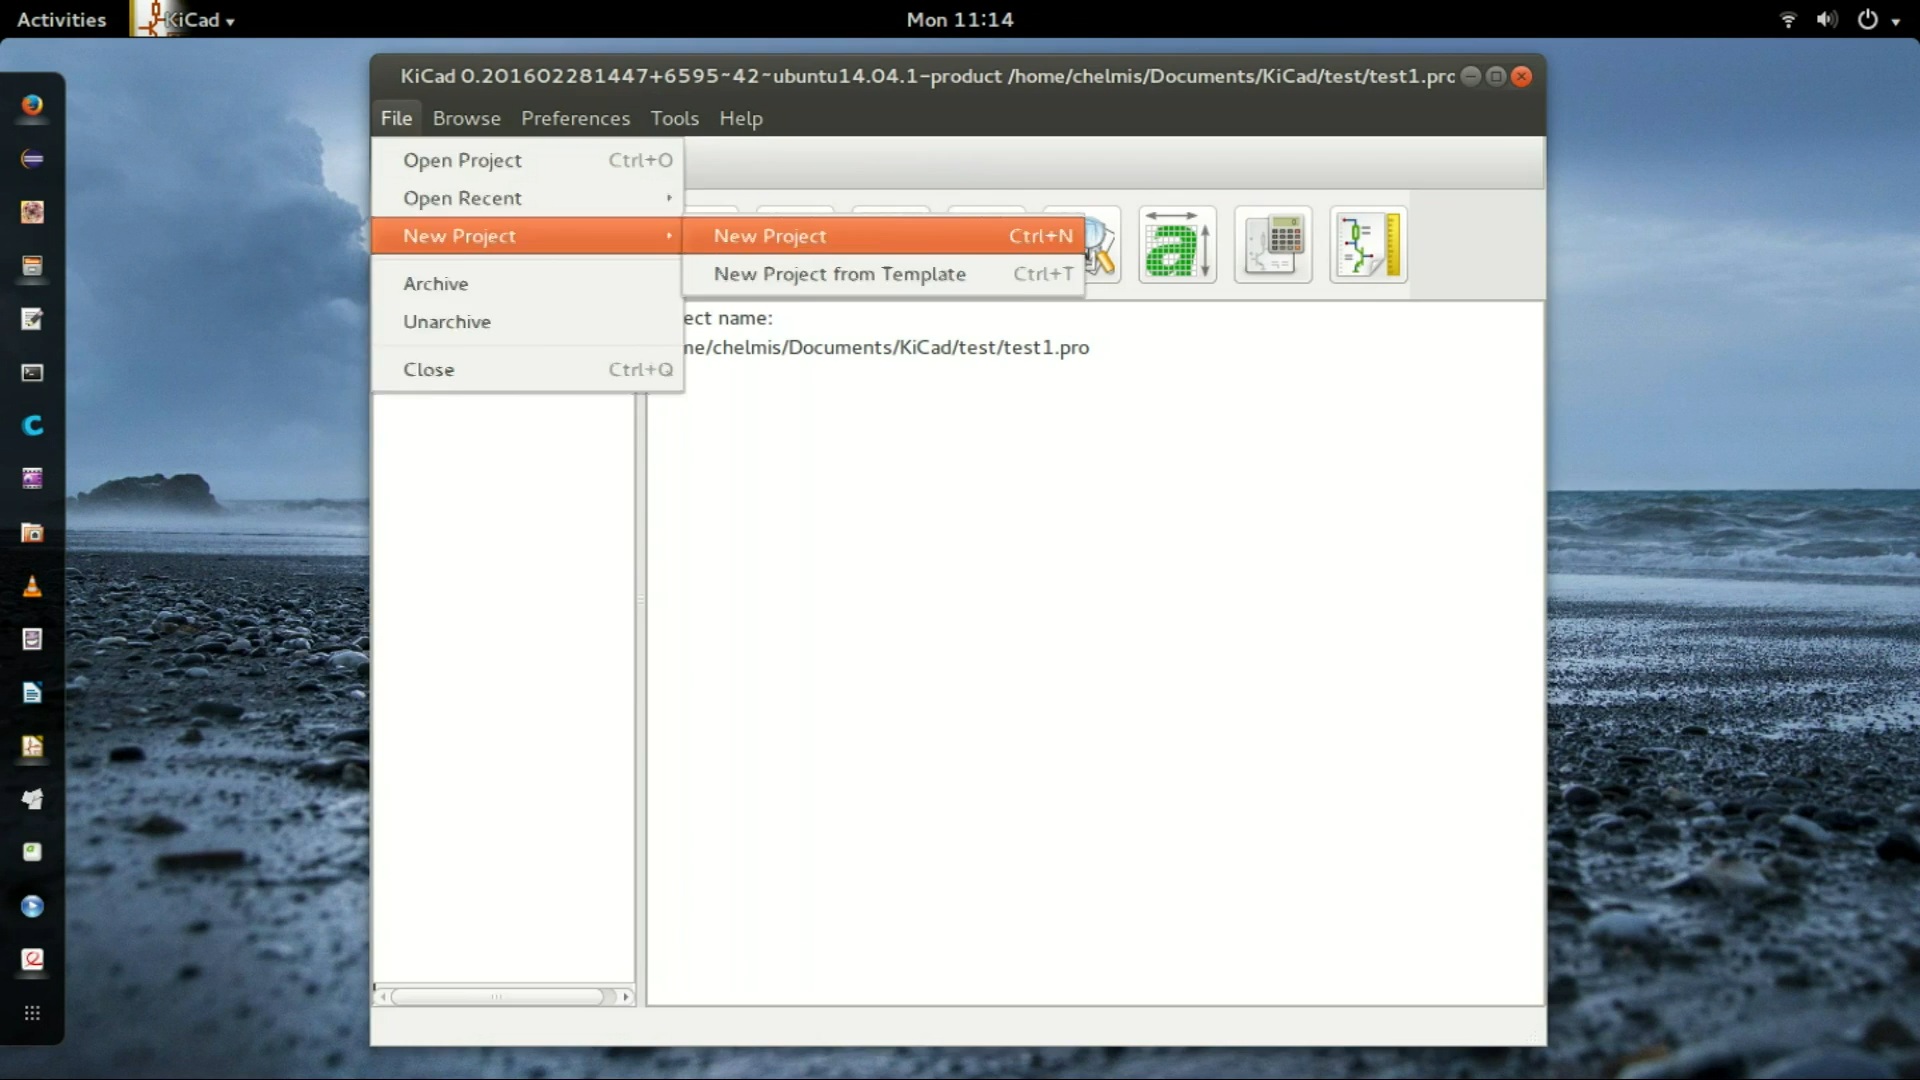 Activities KiCad Mon 11:14
KiCad 0.201602281447+6595~42~ubuntu14.04.1-product /home/chelmis/Documents/KiCad/test/test1.pro
File Browse Preferences Tools Help
Open Project Ctrl+O
Open Recent
New Project
New Project Ctrl+N
New Project from Template Ctrl+T
Archive
Unarchive
Close Ctrl+Q
ect name:
me/chelmis/Documents/KiCad/test/test1.pro